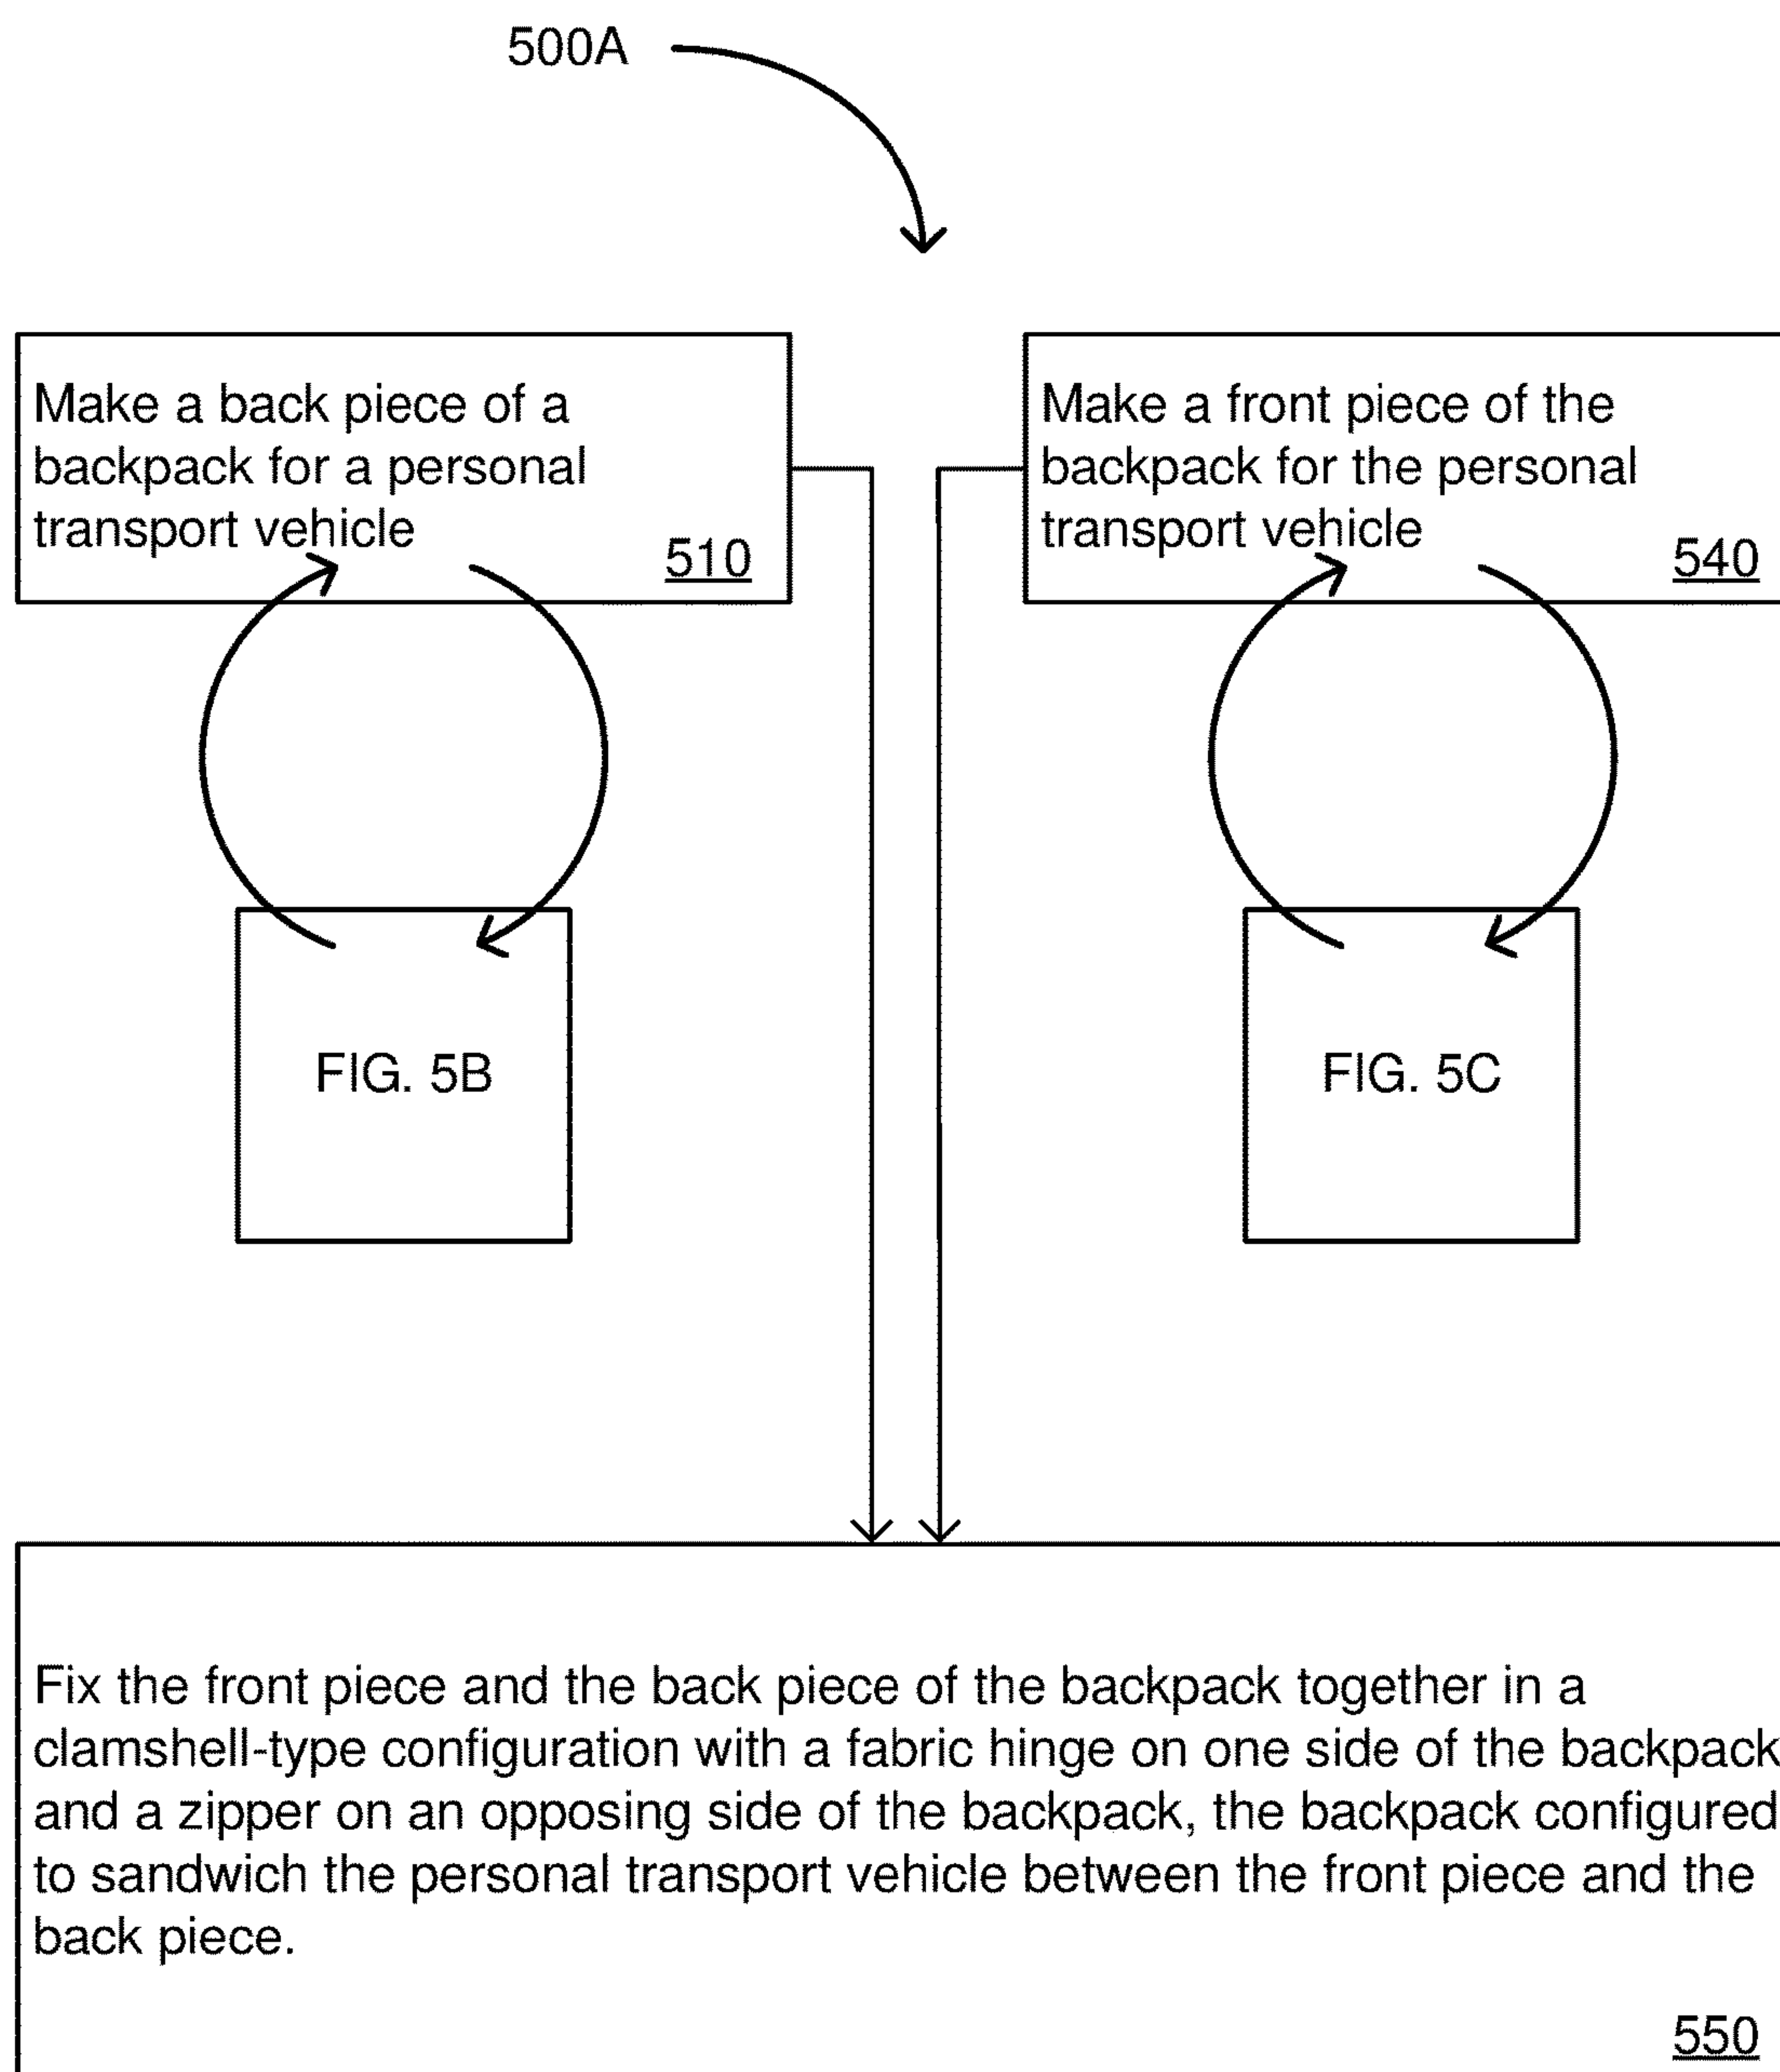 500A
Make a back piece of a
backpack for a personal
transport vehicle
510
Make a front piece of the
backpack for the personal
transport vehicle
540
FIG. 5B
FIG. 5C
Fix the front piece and the back piece of the backpack together in a
clamshell-type configuration with a fabric hinge on one side of the backpack
and a zipper on an opposing side of the backpack, the backpack configured
to sandwich the personal transport vehicle between the front piece and the
back piece.
550